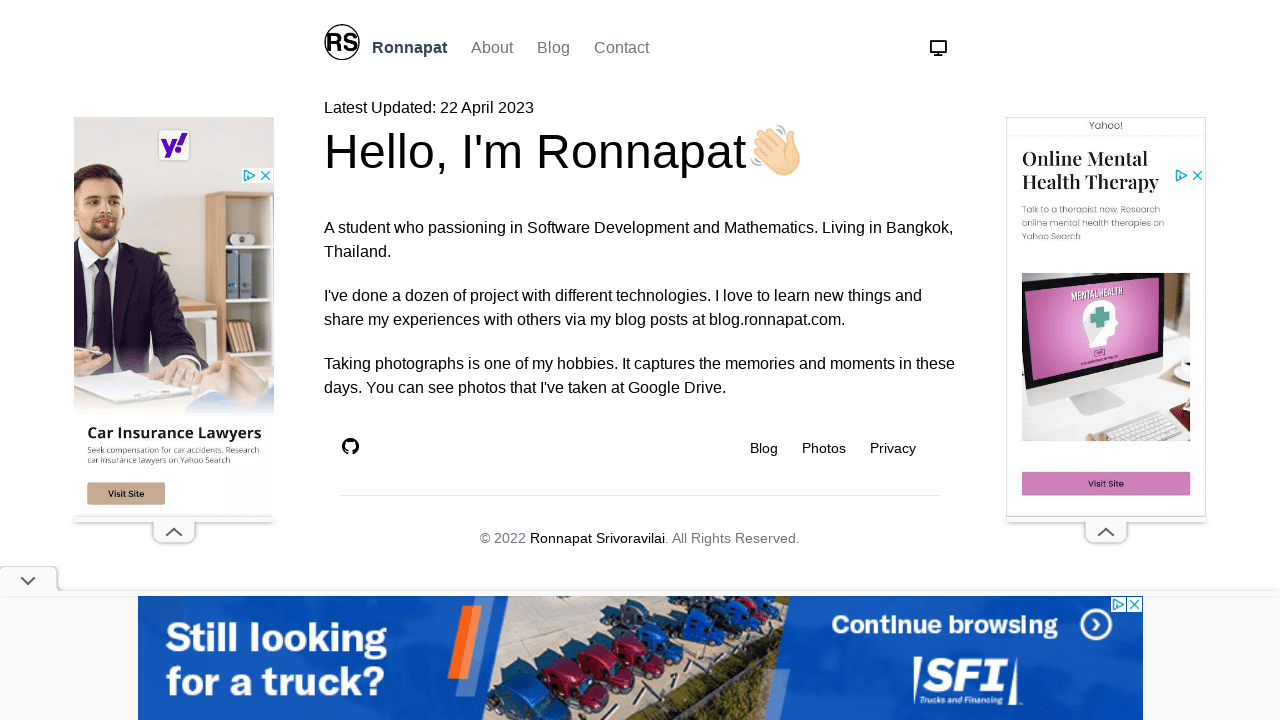 RS
Ronnapat
About
Blog
Contact
Latest Updated: 22 April 2023
Hello, I'm Ronnapat
A student who passioning in Software Development and Mathematics. Living in Bangkok,
Thailand.
I've done a dozen of project with different technologies. I love to learn new things and
share my experiences with others via my blog posts at blog.ronnapat.com.
Taking photographs is one of my hobbies. It captures the memories and moments in these
days. You can see photos that I've taken at Google Drive.
Blog
Photos
Privacy
© 2022 Ronnapat Srivoravilai. All Rights Reserved.
y!
Car Insurance Lawyers
Seek compensation for car accidents. Research
car insurance lawyers on Yahoo Search
Visit Site
Yahoo!
Online Mental
Health Therapy
Talk to a therapist now. Research
online mental health therapies on
Yahoo Search
MENTAL HEALTH
Visit Site
Still looking
for a truck?
Continue browsing
SFI
Trucks and Financing